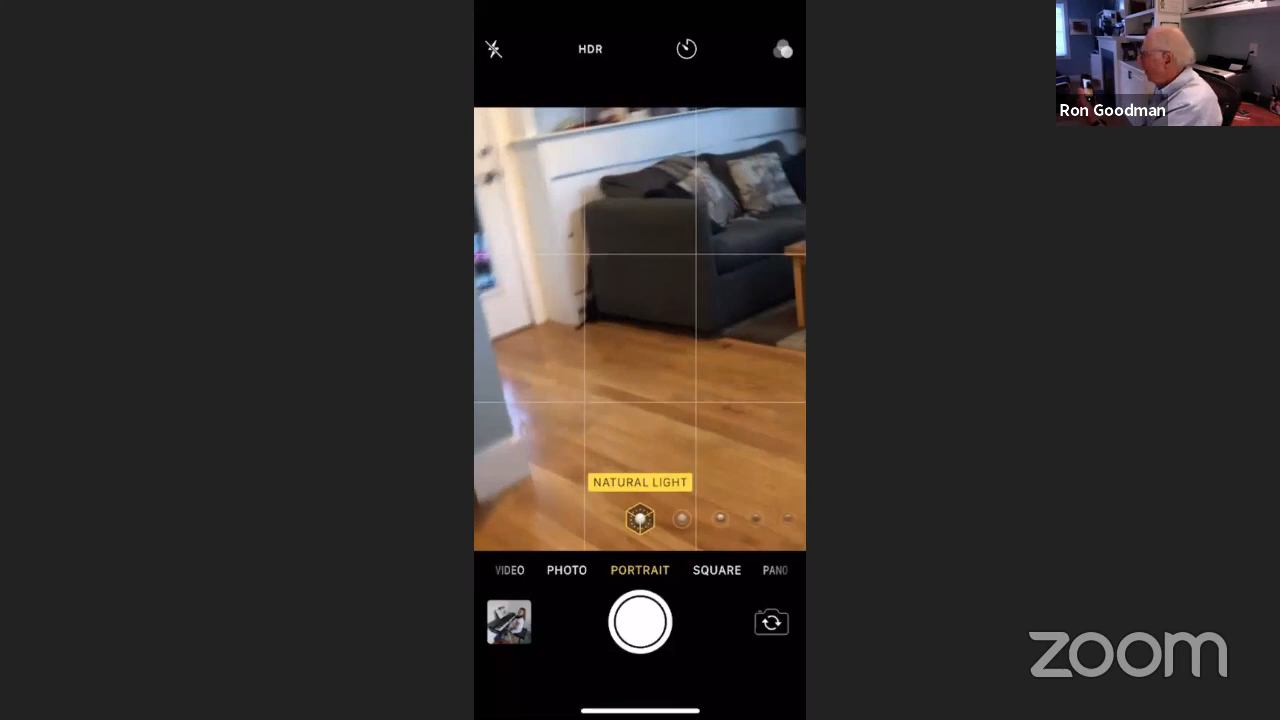 HDR
Ron Goodman
NATURAL LIGHT
VIDEO PHOTO PORTRAIT SQUARE PANO
zoom